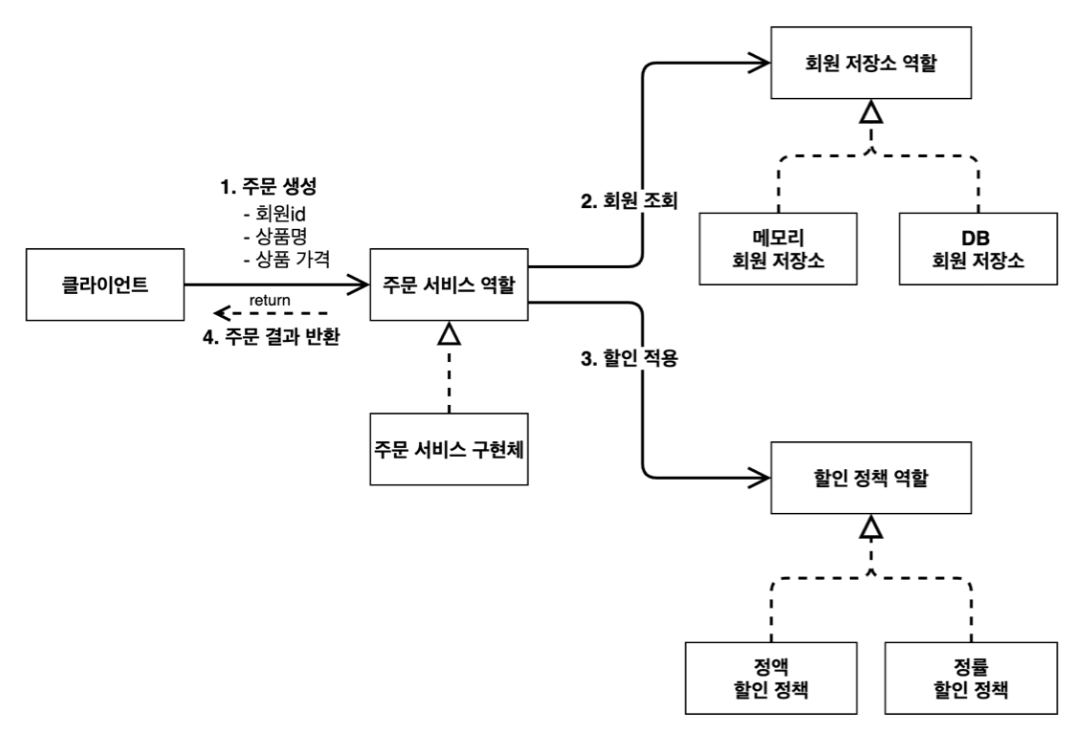 회원 저장소 역할
1. 주문 생성
- 회원id
- 상품명
- 상품 가격
2. 회원 조회
메모리
회원 저장소
DB
회원 저장소
클라이언트
주문 서비스 역할
return
4. 주문 결과 반환
3. 할인 적용
주문 서비스 구현체
할인 정책 역할
정액
할인 정책
정률
할인 정책